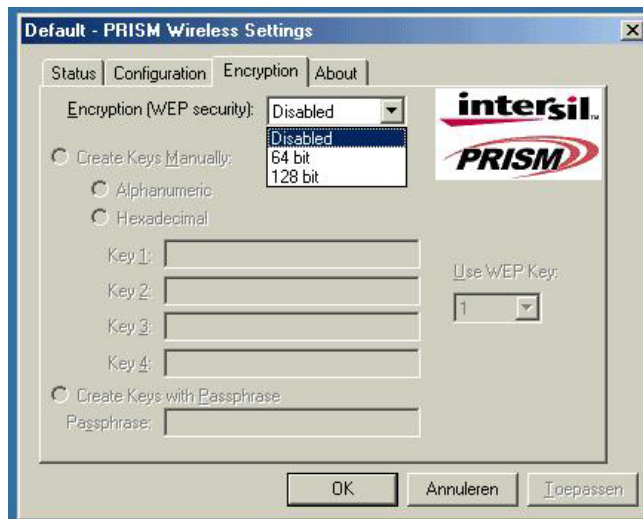 Default - PRISM Wireless Settings
Status Configuration Encryption About
Encryption (WEP security): Disabled
Disabled
64 bit
128 bit
intersil™
PRISM
Create Keys Manually:
Alphanumeric
Hexadecimal
Key 1:
Key 2:
Key 3:
Key 4:
Use WEP Key:
1
Create Keys with Passphrase
Passphrase:
OK Annuleren Toepassen